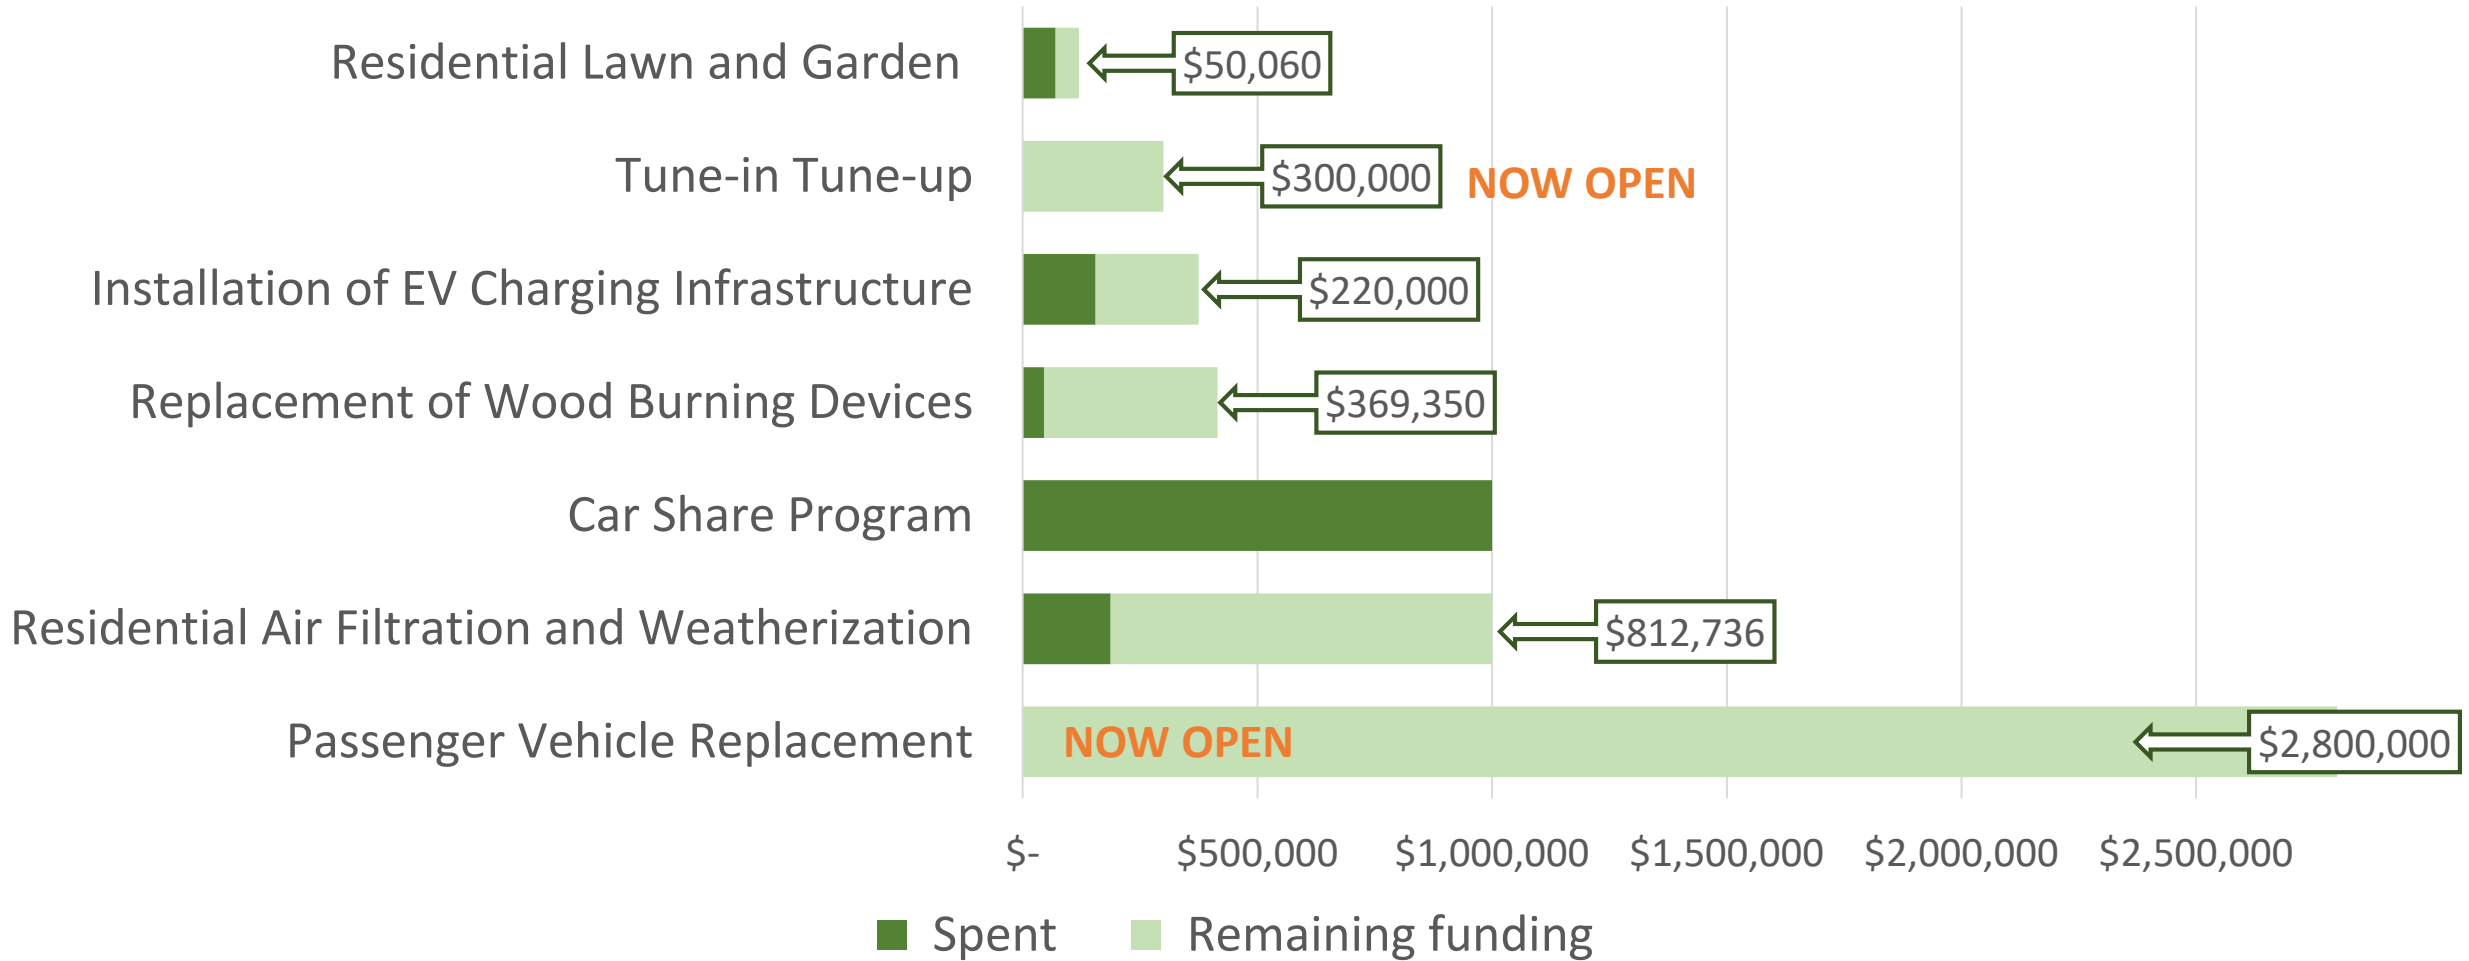 Residential Lawn and Garden
$50,060
Tune-in Tune-up
$300,000
NOW OPEN
Installation of EV Charging Infrastructure
$220,000
Replacement of Wood Burning Devices
$369,350
Car Share Program
Residential Air Filtration and Weatherization
$812,736
Passenger Vehicle Replacement
NOW OPEN
$2,800,000
$- $500,000 $1,000,000 $1,500,000 $2,000,000 $2,500,000
Spent Remaining funding